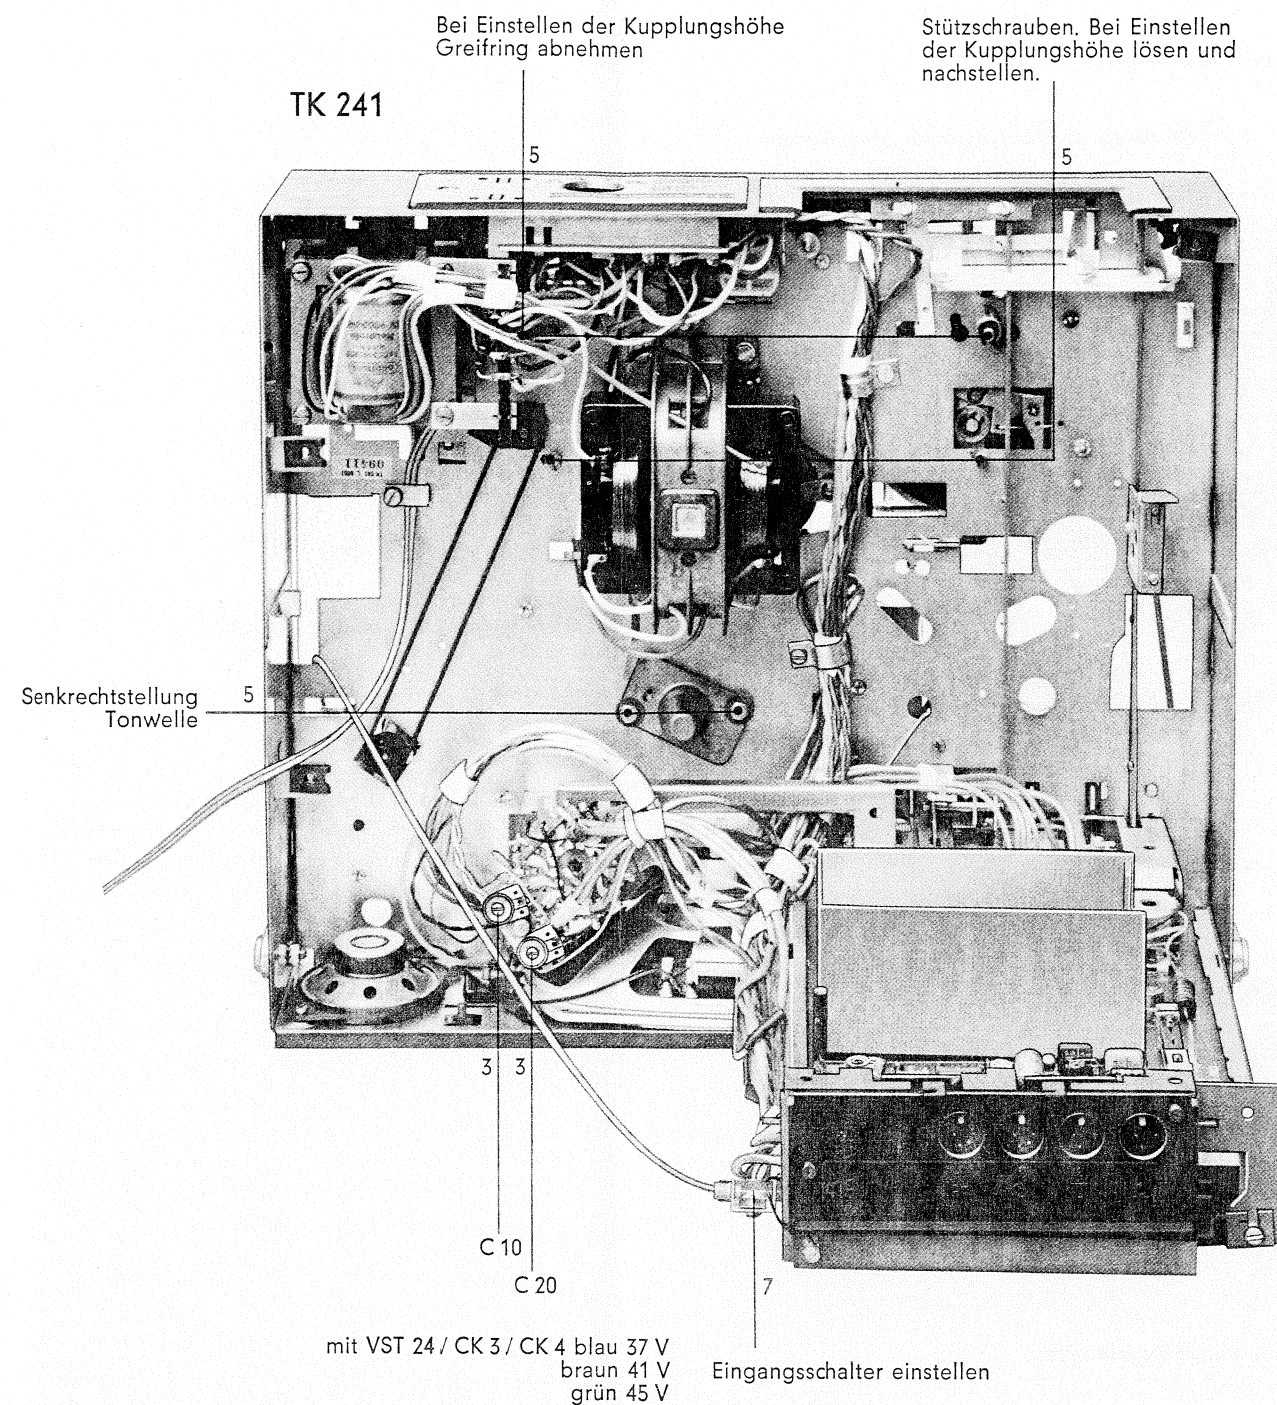 Bei Einstellen der Kupplungshöhe
Greifring abnehmen
Stützschrauben. Bei Einstellen
der Kupplungshöhe lösen und
nachstellen.
TK 241
5
5
09411
Senkrechtstellung
Tonwelle
5
3
3
C 10
C 20
7
mit VST 24 / CK 3 / CK 4 blau 37 V
braun 41 V
grün 45 V
Eingangsschalter einstellen